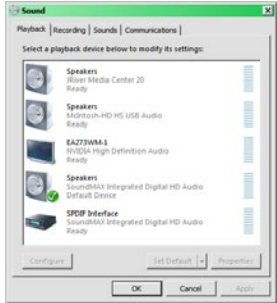 Sound
Playback Recording Sounds Communications
Select a playback device below to modify its settings:
Speakers
JRiver Media Center 20
Ready
Speakers
McIntosh-HD HS USB Audio
Ready
EA273WM-1
NVIDIA High Definition Audio
Ready
Speakers
SoundMAX Integrated Digital HD Audio
Default Device
SPDIF Interface
SoundMAX Integrated Digital HD Audio
Ready
Configure Set Default Properties
OK Cancel Apply